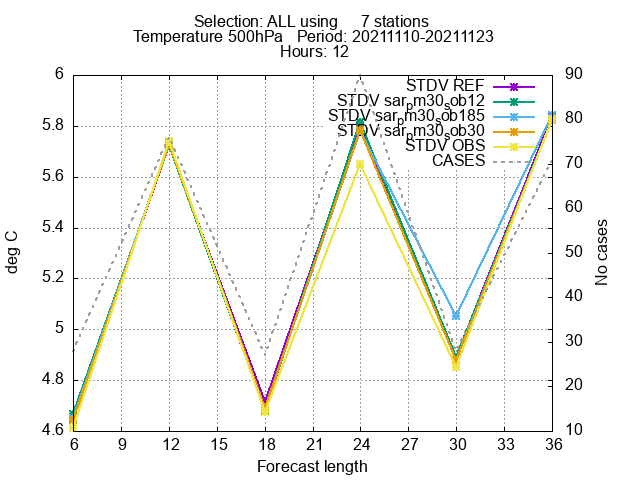 Selection: ALL using     7 stations
Temperature 500hPa   Period: 20211110-20211123
Hours: 12
6 90
STDV REF
STDV sar_pm30_sob12
5.8 80
STDV sar_pm30_sob185
STDV sar_pm30_sob30
STDV OBS
CASES
5.6 70
5.4 60
deg C
No cases
5.2 50
40
5 30
4.8 20
4.6 10
6 9 12 15 18 21 24 27 30 33 36
Forecast length